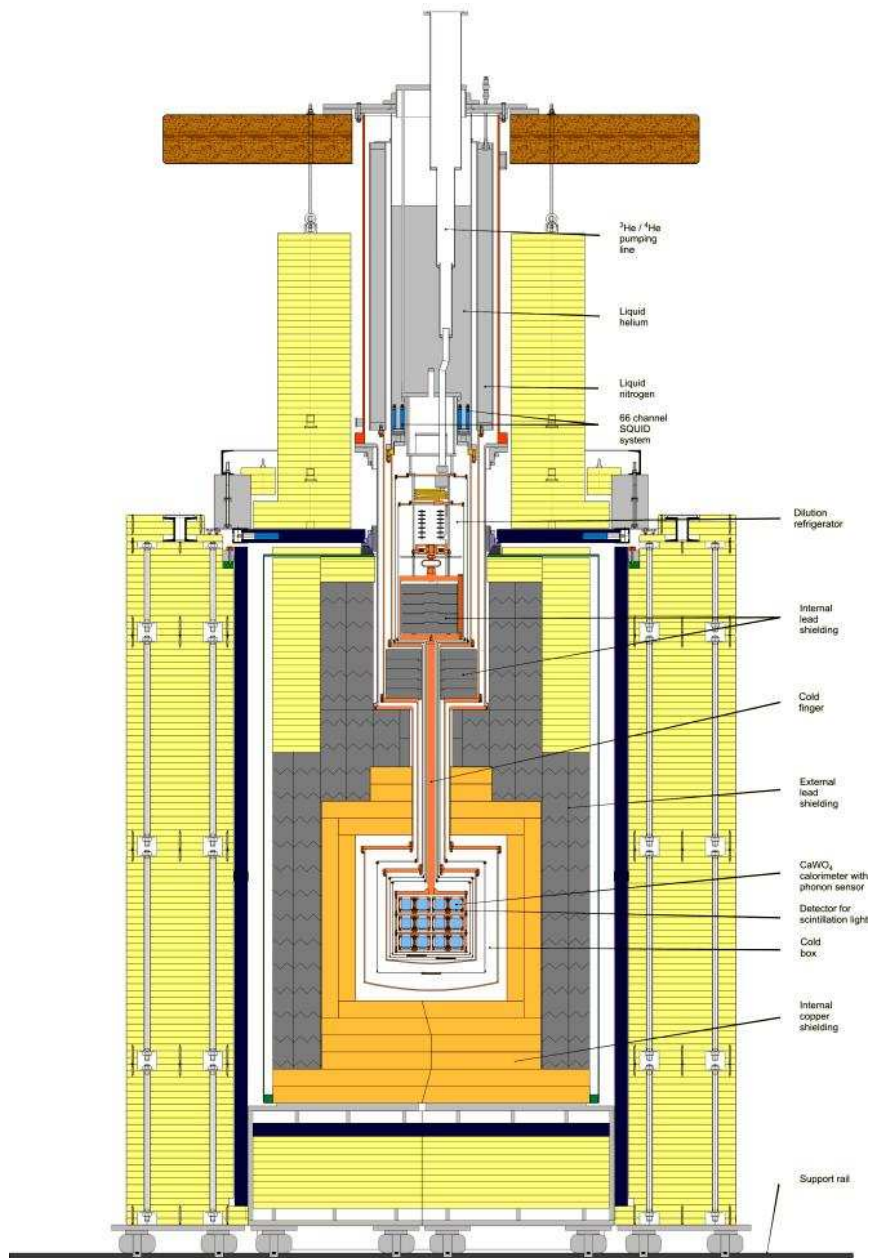 ³He / ⁴He
pumping
line
Liquid
helium
Liquid
nitrogen
66 channel
SQUID
system
Dilution
refrigerator
Internal
lead
shielding
Cold
finger
External
lead
shielding
CaWO₄
calorimeter with
phonon sensor
Detector for
scintillation light
Cold
box
Internal
copper
shielding
Support rail